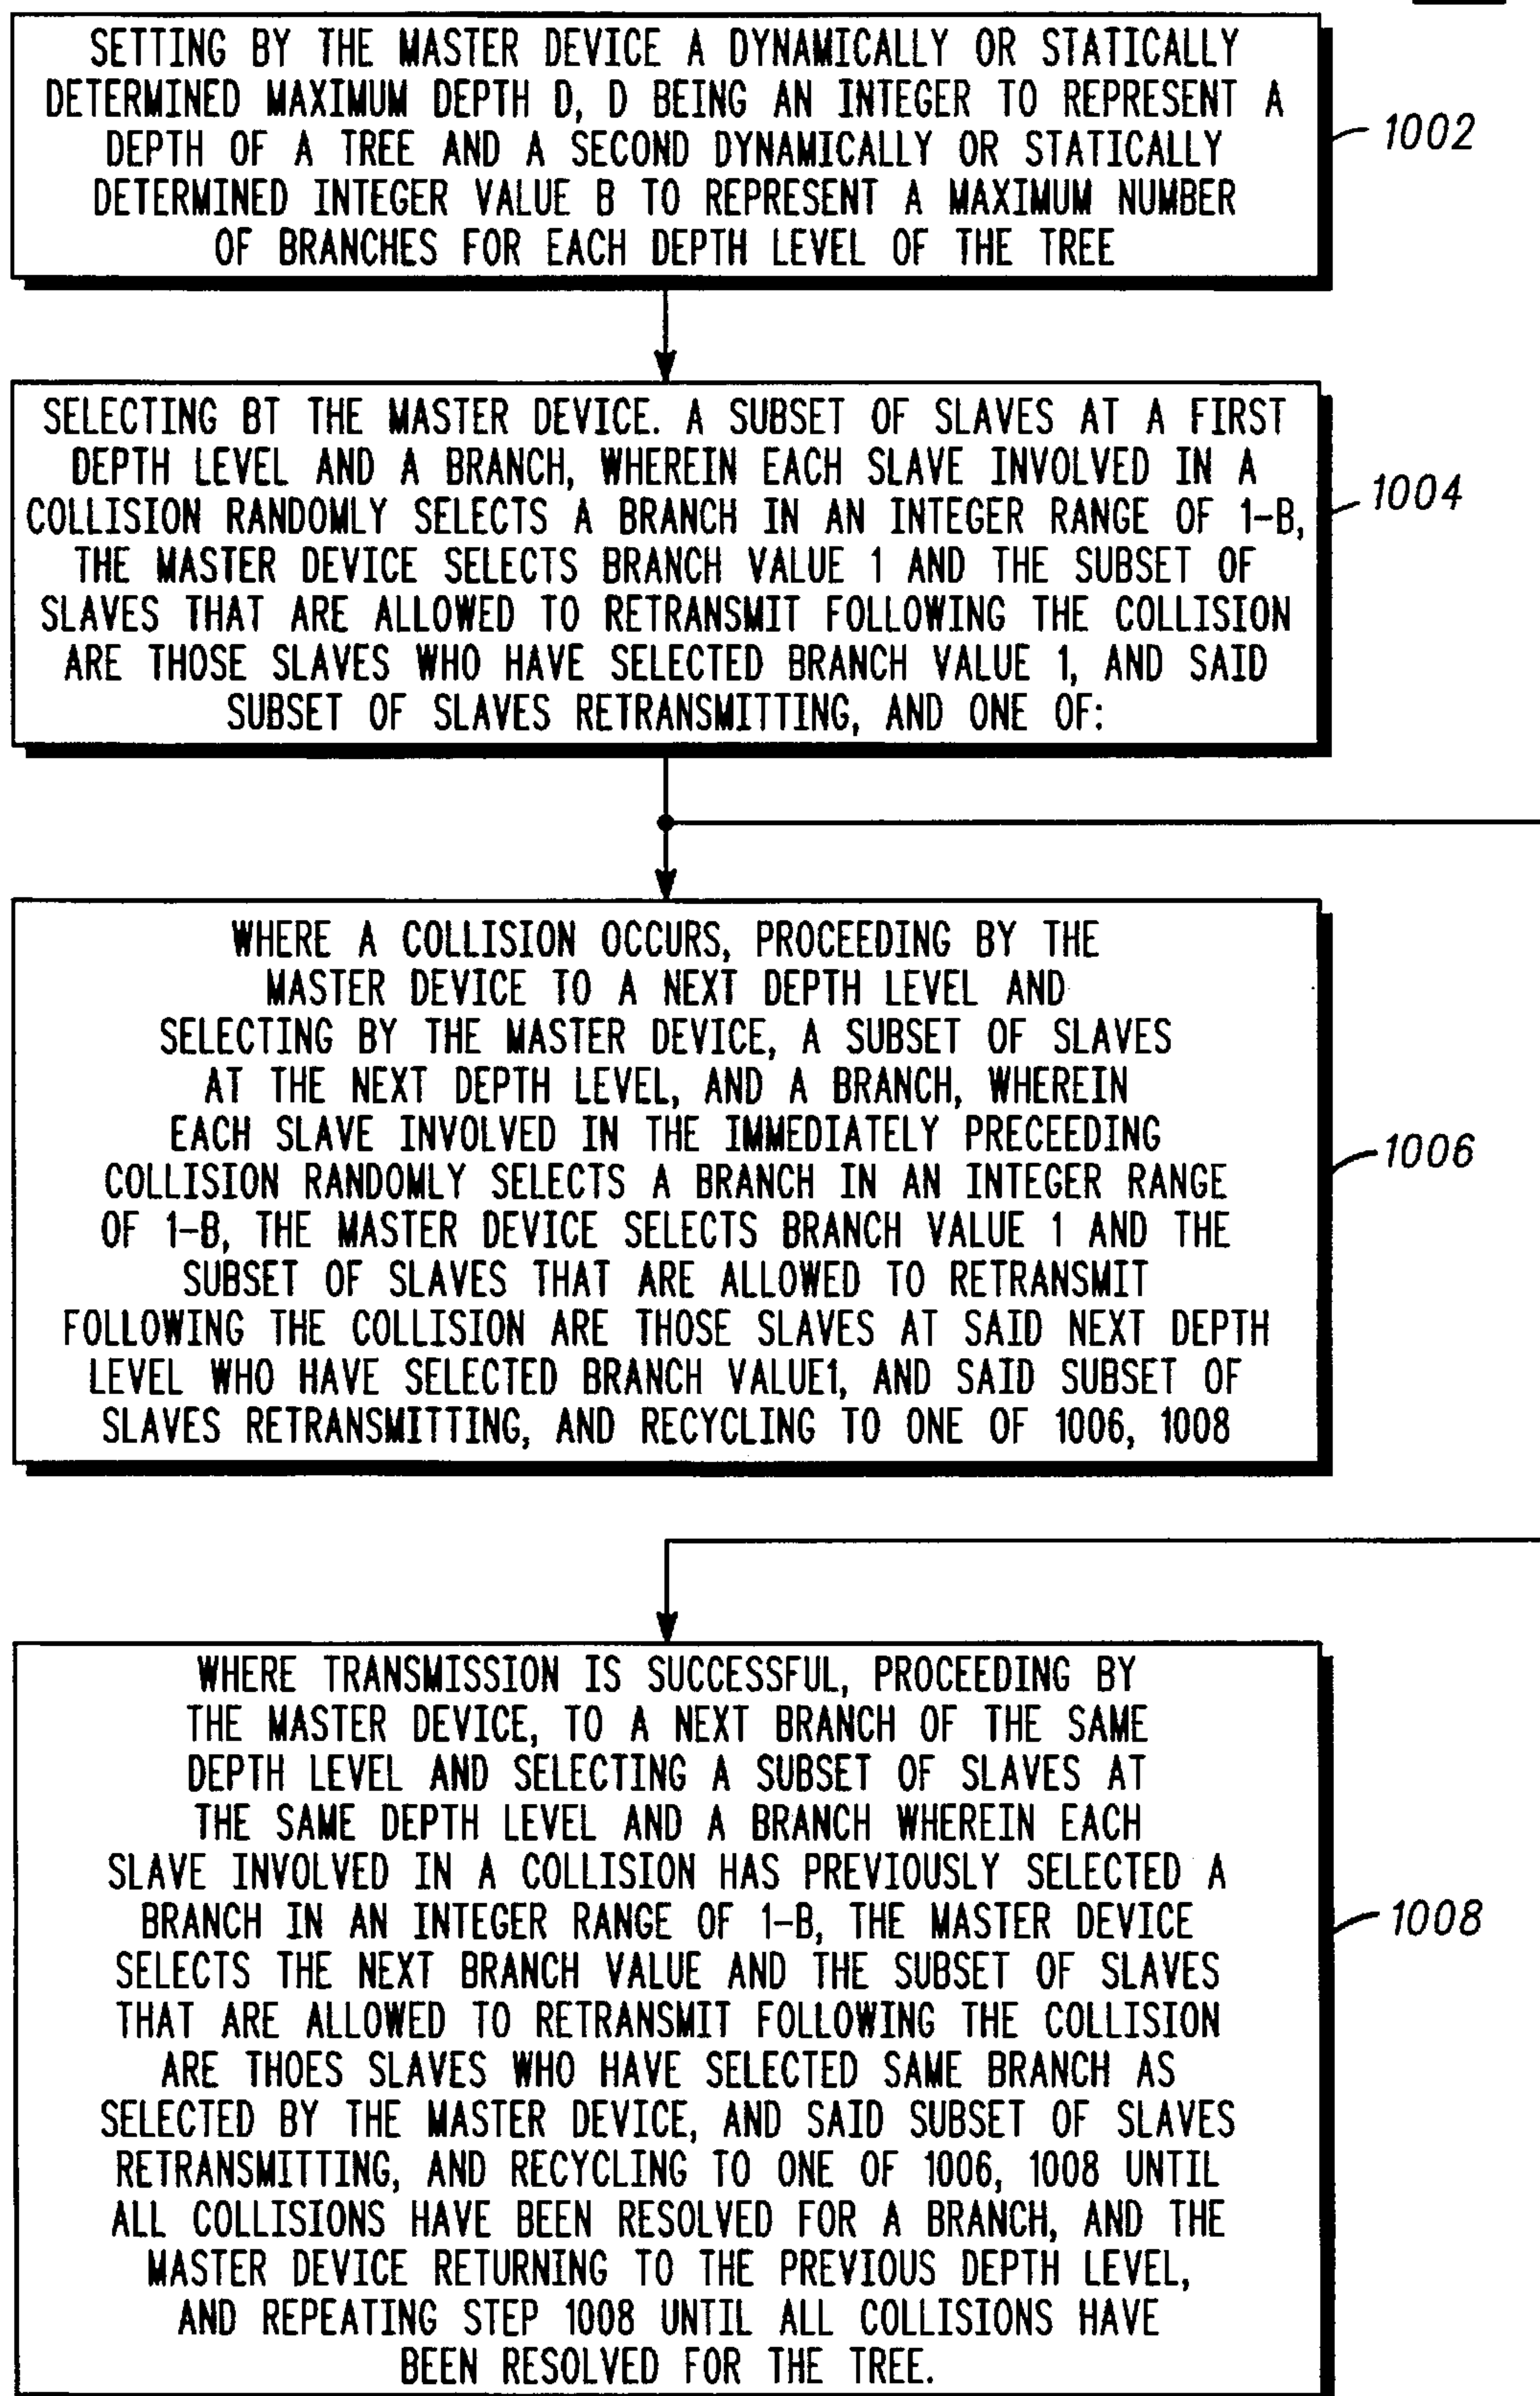 SETTING BY THE MASTER DEVICE A DYNAMICALLY OR STATICALLY
DETERMINED MAXIMUM DEPTH D, D BEING AN INTEGER TO REPRESENT A
DEPTH OF A TREE AND A SECOND DYNAMICALLY OR STATICALLY
DETERMINED INTEGER VALUE B TO REPRESENT A MAXIMUM NUMBER
OF BRANCHES FOR EACH DEPTH LEVEL OF THE TREE
1002
SELECTING BT THE MASTER DEVICE. A SUBSET OF SLAVES AT A FIRST
DEPTH LEVEL AND A BRANCH, WHEREIN EACH SLAVE INVOLVED IN A
COLLISION RANDOMLY SELECTS A BRANCH IN AN INTEGER RANGE OF 1-B,
THE MASTER DEVICE SELECTS BRANCH VALUE 1 AND THE SUBSET OF
SLAVES THAT ARE ALLOWED TO RETRANSMIT FOLLOWING THE COLLISION
ARE THOSE SLAVES WHO HAVE SELECTED BRANCH VALUE 1, AND SAID
SUBSET OF SLAVES RETRANSMITTING, AND ONE OF:
1004
WHERE A COLLISION OCCURS, PROCEEDING BY THE
MASTER DEVICE TO A NEXT DEPTH LEVEL AND
SELECTING BY THE MASTER DEVICE, A SUBSET OF SLAVES
AT THE NEXT DEPTH LEVEL, AND A BRANCH, WHEREIN
EACH SLAVE INVOLVED IN THE IMMEDIATELY PRECEEDING
COLLISION RANDOMLY SELECTS A BRANCH IN AN INTEGER RANGE
OF 1-B, THE MASTER DEVICE SELECTS BRANCH VALUE 1 AND THE
SUBSET OF SLAVES THAT ARE ALLOWED TO RETRANSMIT
FOLLOWING THE COLLISION ARE THOSE SLAVES AT SAID NEXT DEPTH
LEVEL WHO HAVE SELECTED BRANCH VALUE1, AND SAID SUBSET OF
SLAVES RETRANSMITTING, AND RECYCLING TO ONE OF 1006, 1008
1006
WHERE TRANSMISSION IS SUCCESSFUL, PROCEEDING BY
THE MASTER DEVICE, TO A NEXT BRANCH OF THE SAME
DEPTH LEVEL AND SELECTING A SUBSET OF SLAVES AT
THE SAME DEPTH LEVEL AND A BRANCH WHEREIN EACH
SLAVE INVOLVED IN A COLLISION HAS PREVIOUSLY SELECTED A
BRANCH IN AN INTEGER RANGE OF 1-B, THE MASTER DEVICE
SELECTS THE NEXT BRANCH VALUE AND THE SUBSET OF SLAVES
THAT ARE ALLOWED TO RETRANSMIT FOLLOWING THE COLLISION
ARE THOES SLAVES WHO HAVE SELECTED SAME BRANCH AS
SELECTED BY THE MASTER DEVICE, AND SAID SUBSET OF SLAVES
RETRANSMITTING, AND RECYCLING TO ONE OF 1006, 1008 UNTIL
ALL COLLISIONS HAVE BEEN RESOLVED FOR A BRANCH, AND THE
MASTER DEVICE RETURNING TO THE PREVIOUS DEPTH LEVEL,
AND REPEATING STEP 1008 UNTIL ALL COLLISIONS HAVE
BEEN RESOLVED FOR THE TREE.
1008